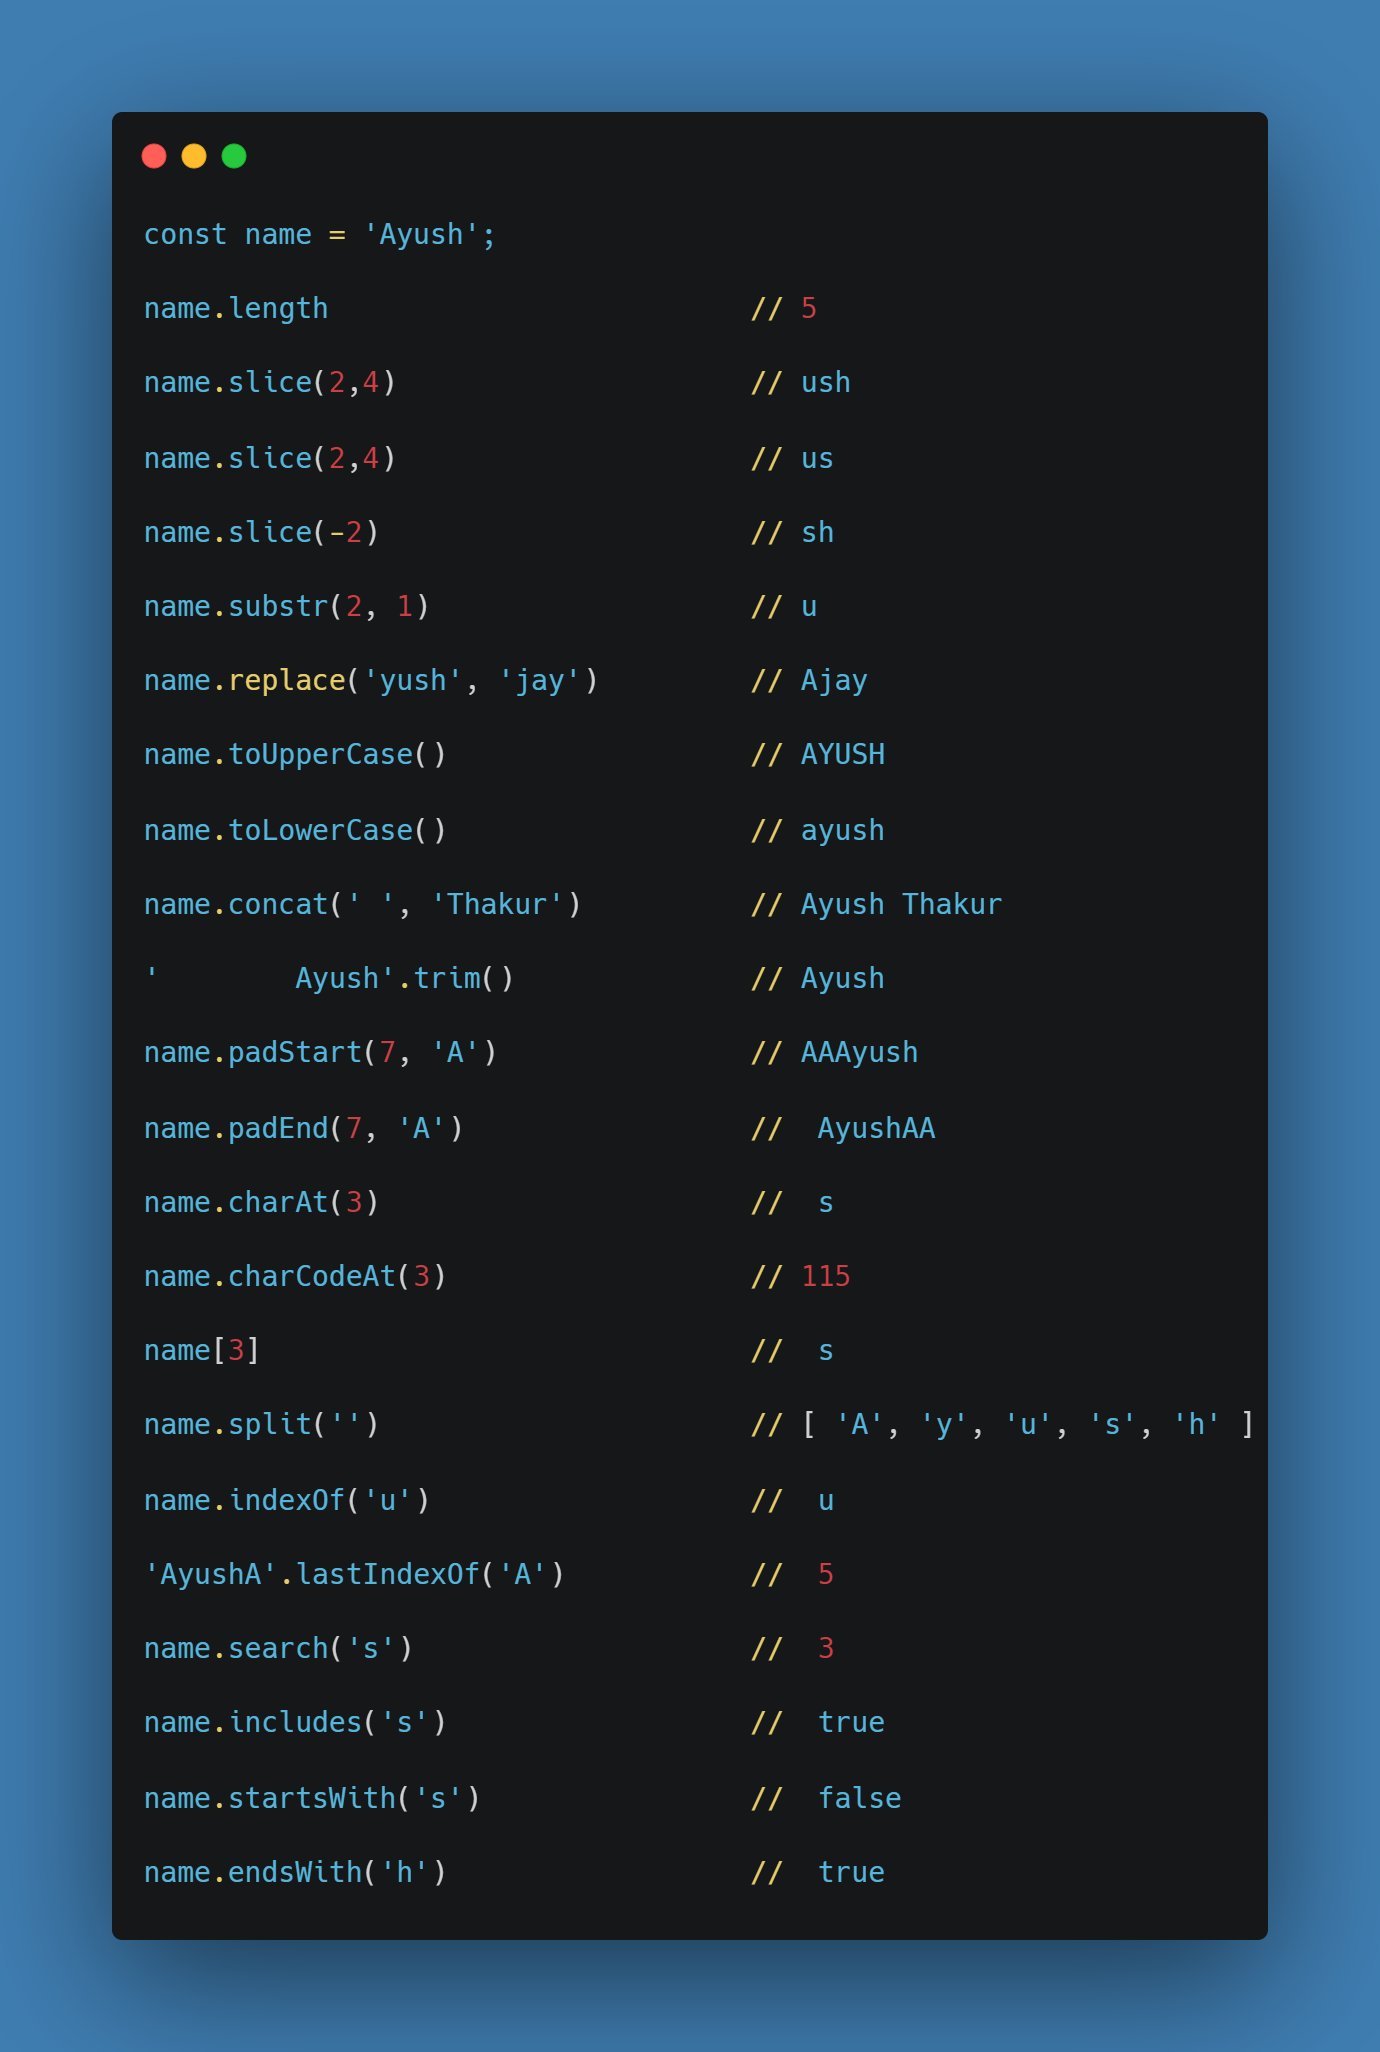 const name = 'Ayush';
name.length // 5
name.slice(2,4) // ush
name.slice(2,4) // us
name.slice(-2) // sh
name.substr(2, 1) // u
name.replace('yush', 'jay') // Ajay
name.toUpperCase() // AYUSH
name.toLowerCase() // ayush
name.concat(' ', 'Thakur') // Ayush Thakur
'        Ayush'.trim() // Ayush
name.padStart(7, 'A') // AAAyush
name.padEnd(7, 'A') //  AyushAA
name.charAt(3) //  s
name.charCodeAt(3) // 115
name[3] //  s
name.split('') // [ 'A', 'y', 'u', 's', 'h' ]
name.indexOf('u') //  u
'AyushA'.lastIndexOf('A') //  5
name.search('s') //  3
name.includes('s') //  true
name.startsWith('s') //  false
name.endsWith('h') //  true